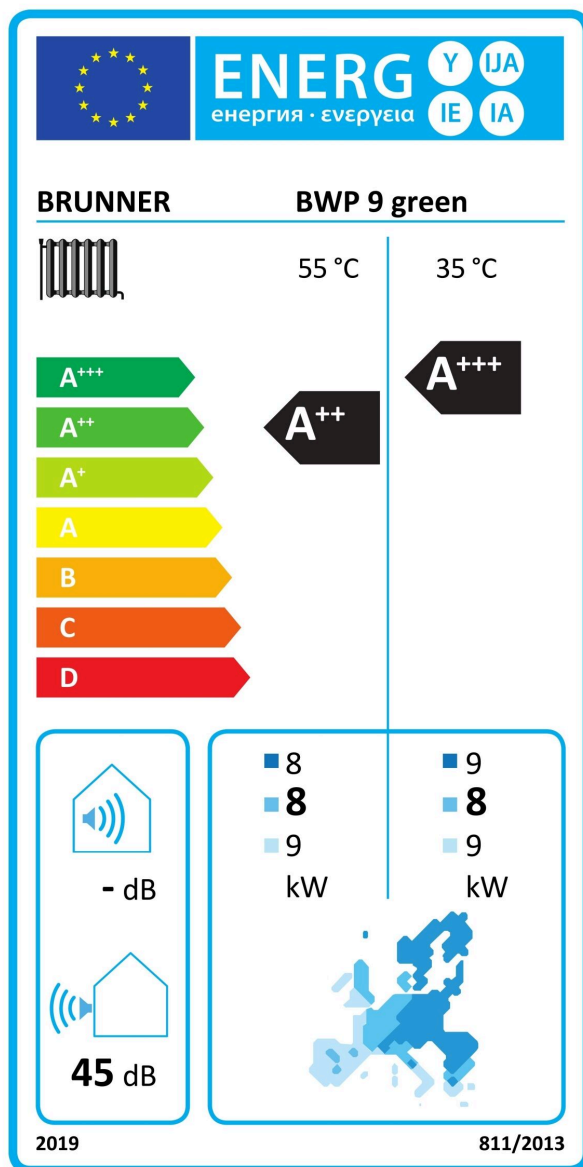 ENERG Y IJA
енергия · ενεργεια IE IA
BRUNNER BWP 9 green
55 °C 35 °C
A+++ A+++
A++ A++
A+
A
B
C
D
8 9
8 8
9 9
kW kW
- dB
45 dB
2019 811/2013